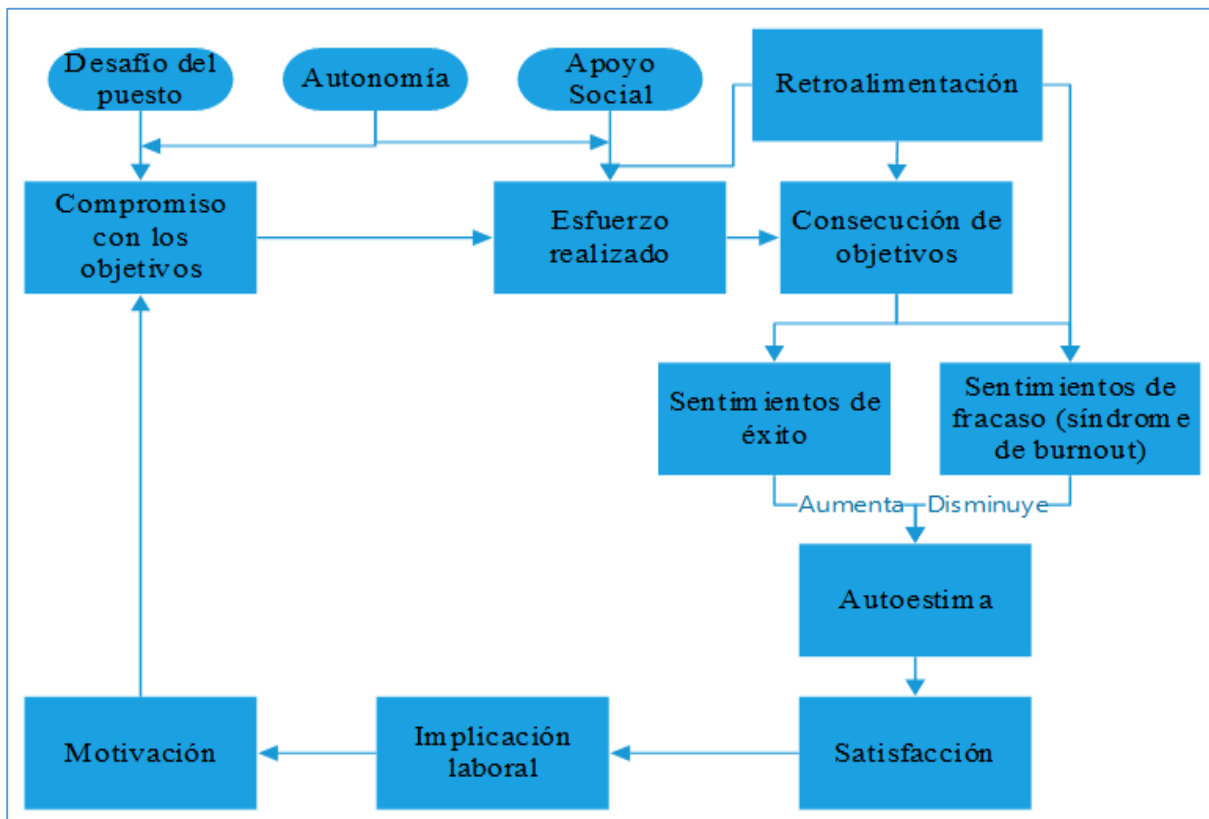 Desafío del
puesto
Autonomía
Apoyo
Social
Retroalimentación
Compromiso
con los
objetivos
Esfuerzo
realizado
Consecución de
objetivos
Sentimientos de
éxito
Sentimientos de
fracaso (síndrome
de burnout)
Aumenta
Disminuye
Autoestima
Motivación
Implicación
laboral
Satisfacción